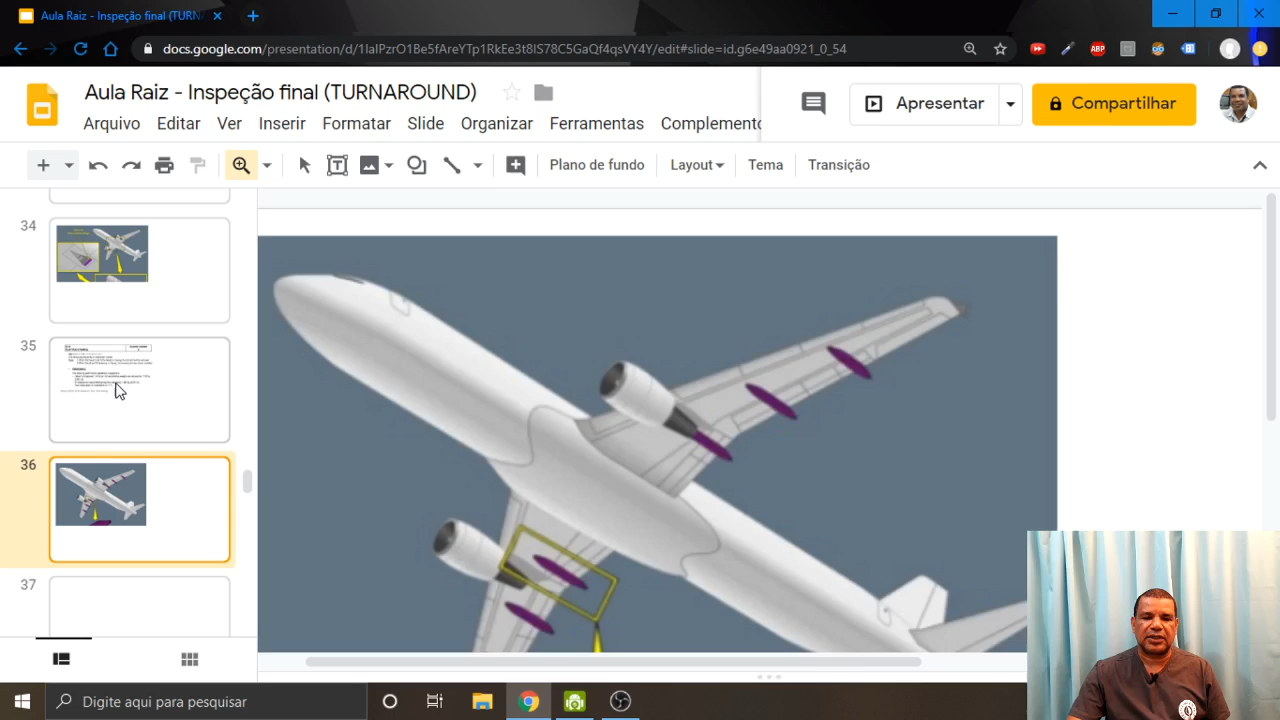 Aula Raiz - Inspeção final (TURN
docs.google.com/presentation/d/1IaIPzrO1Be5fAreYTp1RkEe3t8IS78C5GaQf4qsVY4Y/edit#slide=id.g6e49aa0921_0_54
ABP
Aula Raiz - Inspeção final (TURNAROUND)
Arquivo Editar Ver Inserir Formatar Slide Organizar Ferramentas Complemento
Apresentar
Compartilhar
Plano de fundo Layout Tema Transição
34
35
36
37
Digite aqui para pesquisar